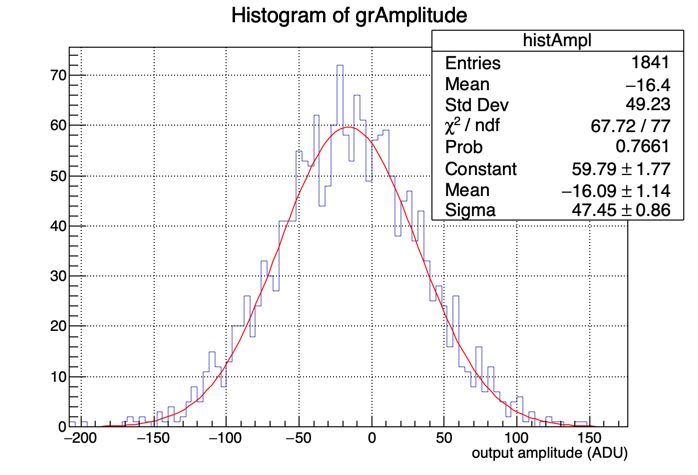 Histogram of grAmplitude
histAmpl
Entries 1841
Mean −16.4
Std Dev 49.23
χ² / ndf 67.72 / 77
Prob 0.7661
Constant 59.79 ± 1.77
Mean −16.09 ± 1.14
Sigma 47.45 ± 0.86
70
60
50
40
30
20
10
0
−200 −150 −100 −50 0 50 100 150
output amplitude (ADU)